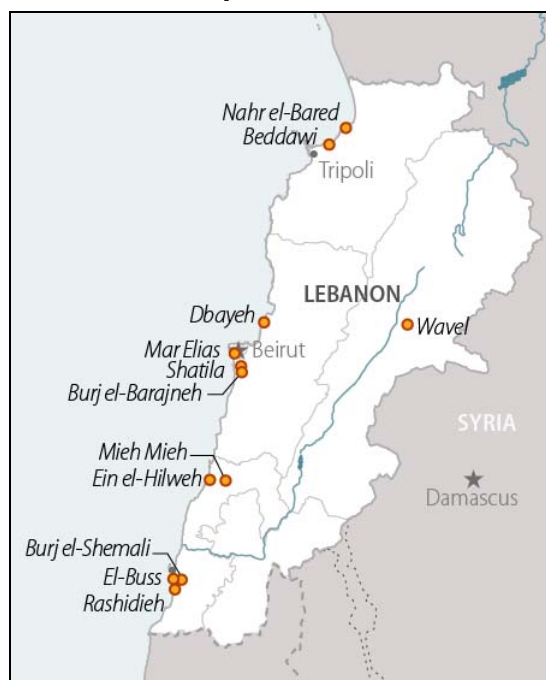 Nahr el-Bared
Beddawi
Tripoli
LEBANON
Dbayeh
Wavel
Mar Elias
Beirut
Shatila
Burj el-Barajneh
SYRIA
Mieh Mieh
Ein el-Hilweh
Damascus
Burj el-Shemali
El-Buss
Rashidieh